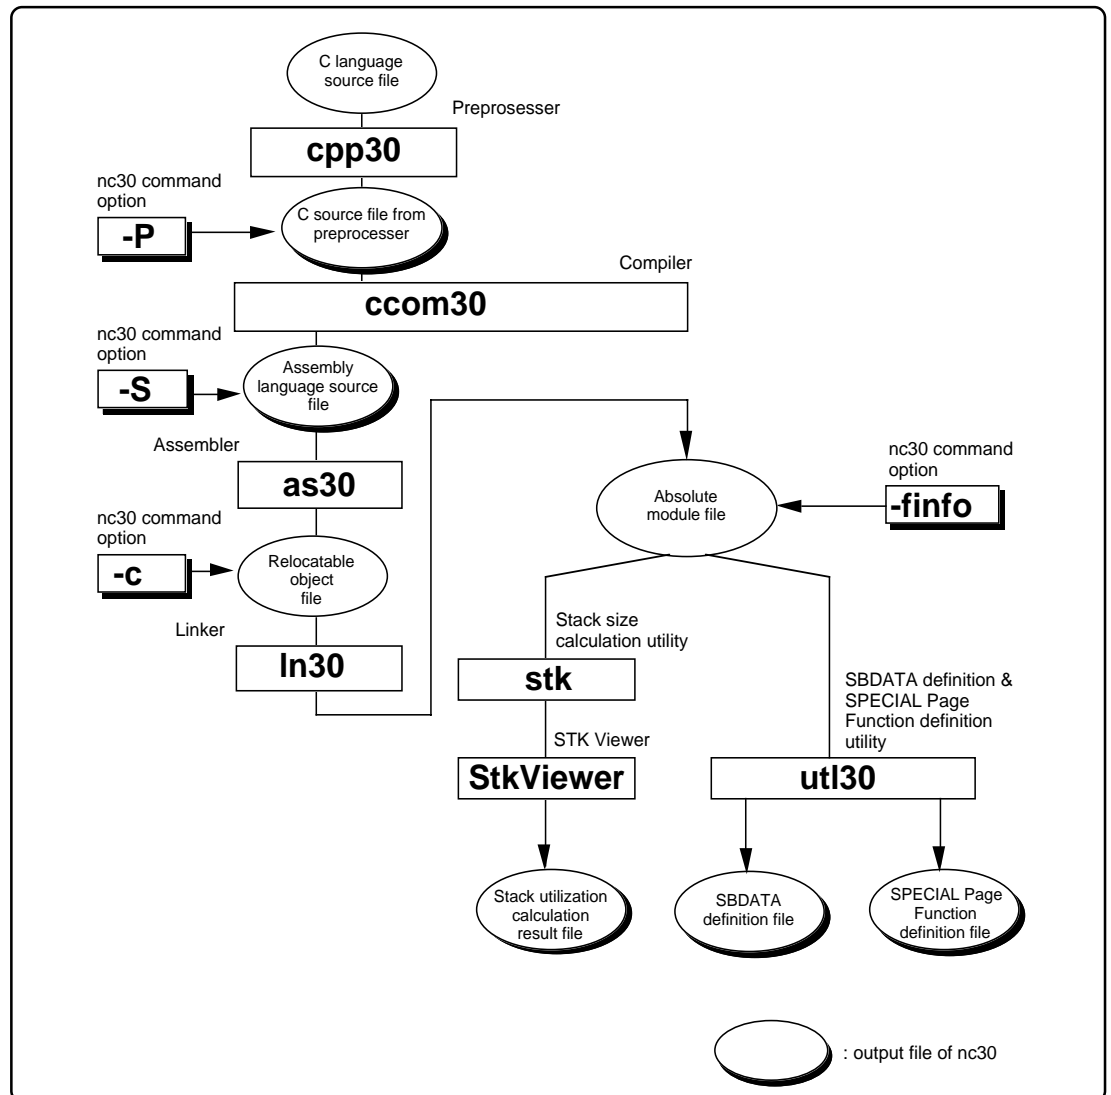 C language
source file
Preprosesser
cpp30
nc30 command
option
-P
C source file from
preprocesser
Compiler
ccom30
nc30 command
option
-S
Assembly
language source
file
Assembler
as30
nc30 command
option
-c
Relocatable
object
file
Linker
ln30
Absolute
module file
nc30 command
option
-finfo
Stack size
calculation utility
stk
STK Viewer
StkViewer
SBDATA definition &
SPECIAL Page
Function definition
utility
utl30
Stack utilization
calculation
result file
SBDATA
definition file
SPECIAL Page
Function
definition file
: output file of nc30